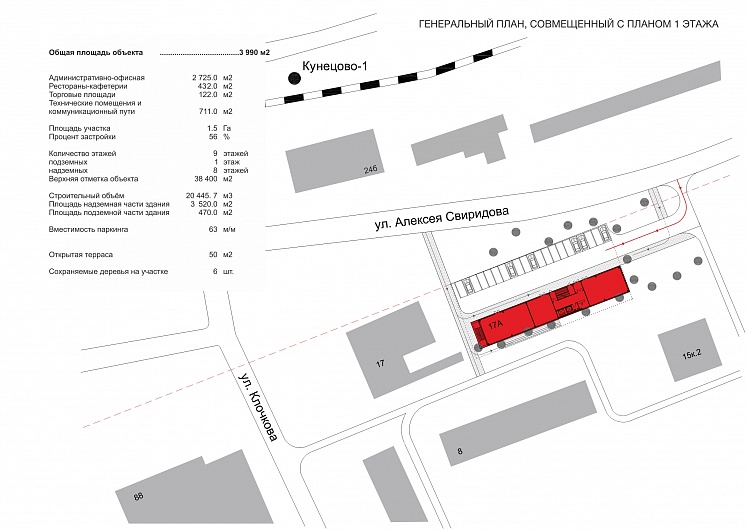 ГЕНЕРАЛЬНЫЙ ПЛАН, СОВМЕЩЕННЫЙ С ПЛАНОМ 1 ЭТАЖА
Общая площадь объекта ......................................3 990 м2
Административно-офисная 2 725.0 м2
Рестораны-кафетерии 432.0 м2
Торговые площади 122.0 м2
Технические помещения и
коммуникационный пути 711.0 м2
Площадь участка 1.5 Га
Процент застройки 56 %
Количество этажей 9 этажей
подземных 1 этаж
надземных 8 этажей
Верхняя отметка объекта 38 400 м2
Строительный объём 20 445. 7 м3
Площадь надземная части здания 3 520.0 м2
Площадь подземной части здания 470.0 м2
Вместимость паркинга 63 м/м
Открытая терраса 50 м2
Сохраняемые деревья на участке 6 шт.
Кунецово-1
24б
ул. Алексея Свиридова
17А
17
15к.2
ул. Клочкова
8
88